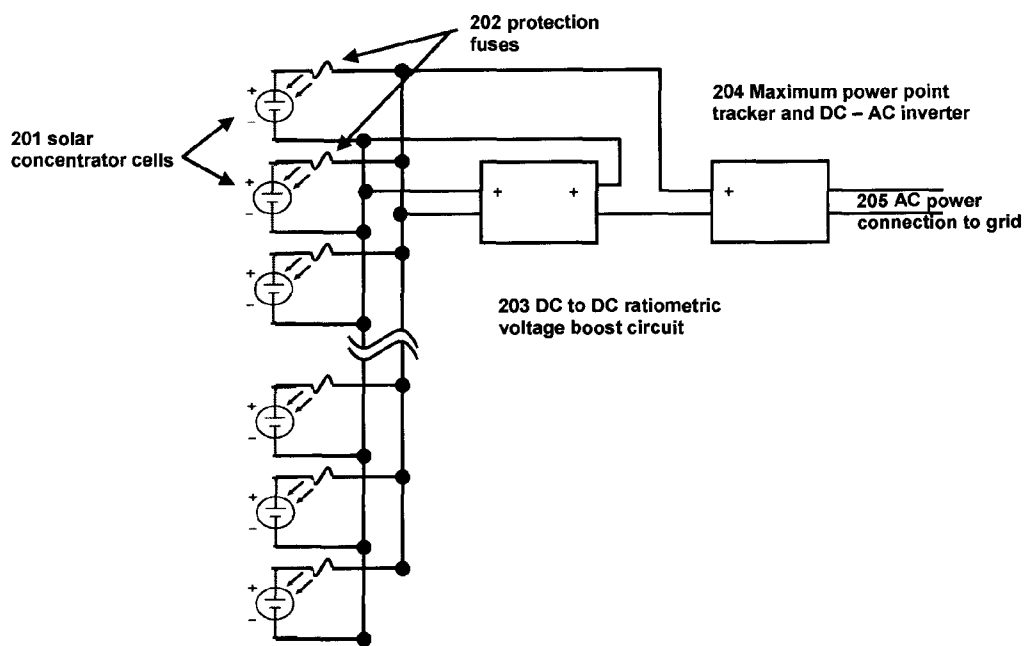 202 protection
fuses
204 Maximum power point
tracker and DC – AC inverter
201 solar
concentrator cells
+
–
+
–
+
–
+
–
+
–
+
–
+ +
+
205 AC power
connection to grid
203 DC to DC ratiometric
voltage boost circuit